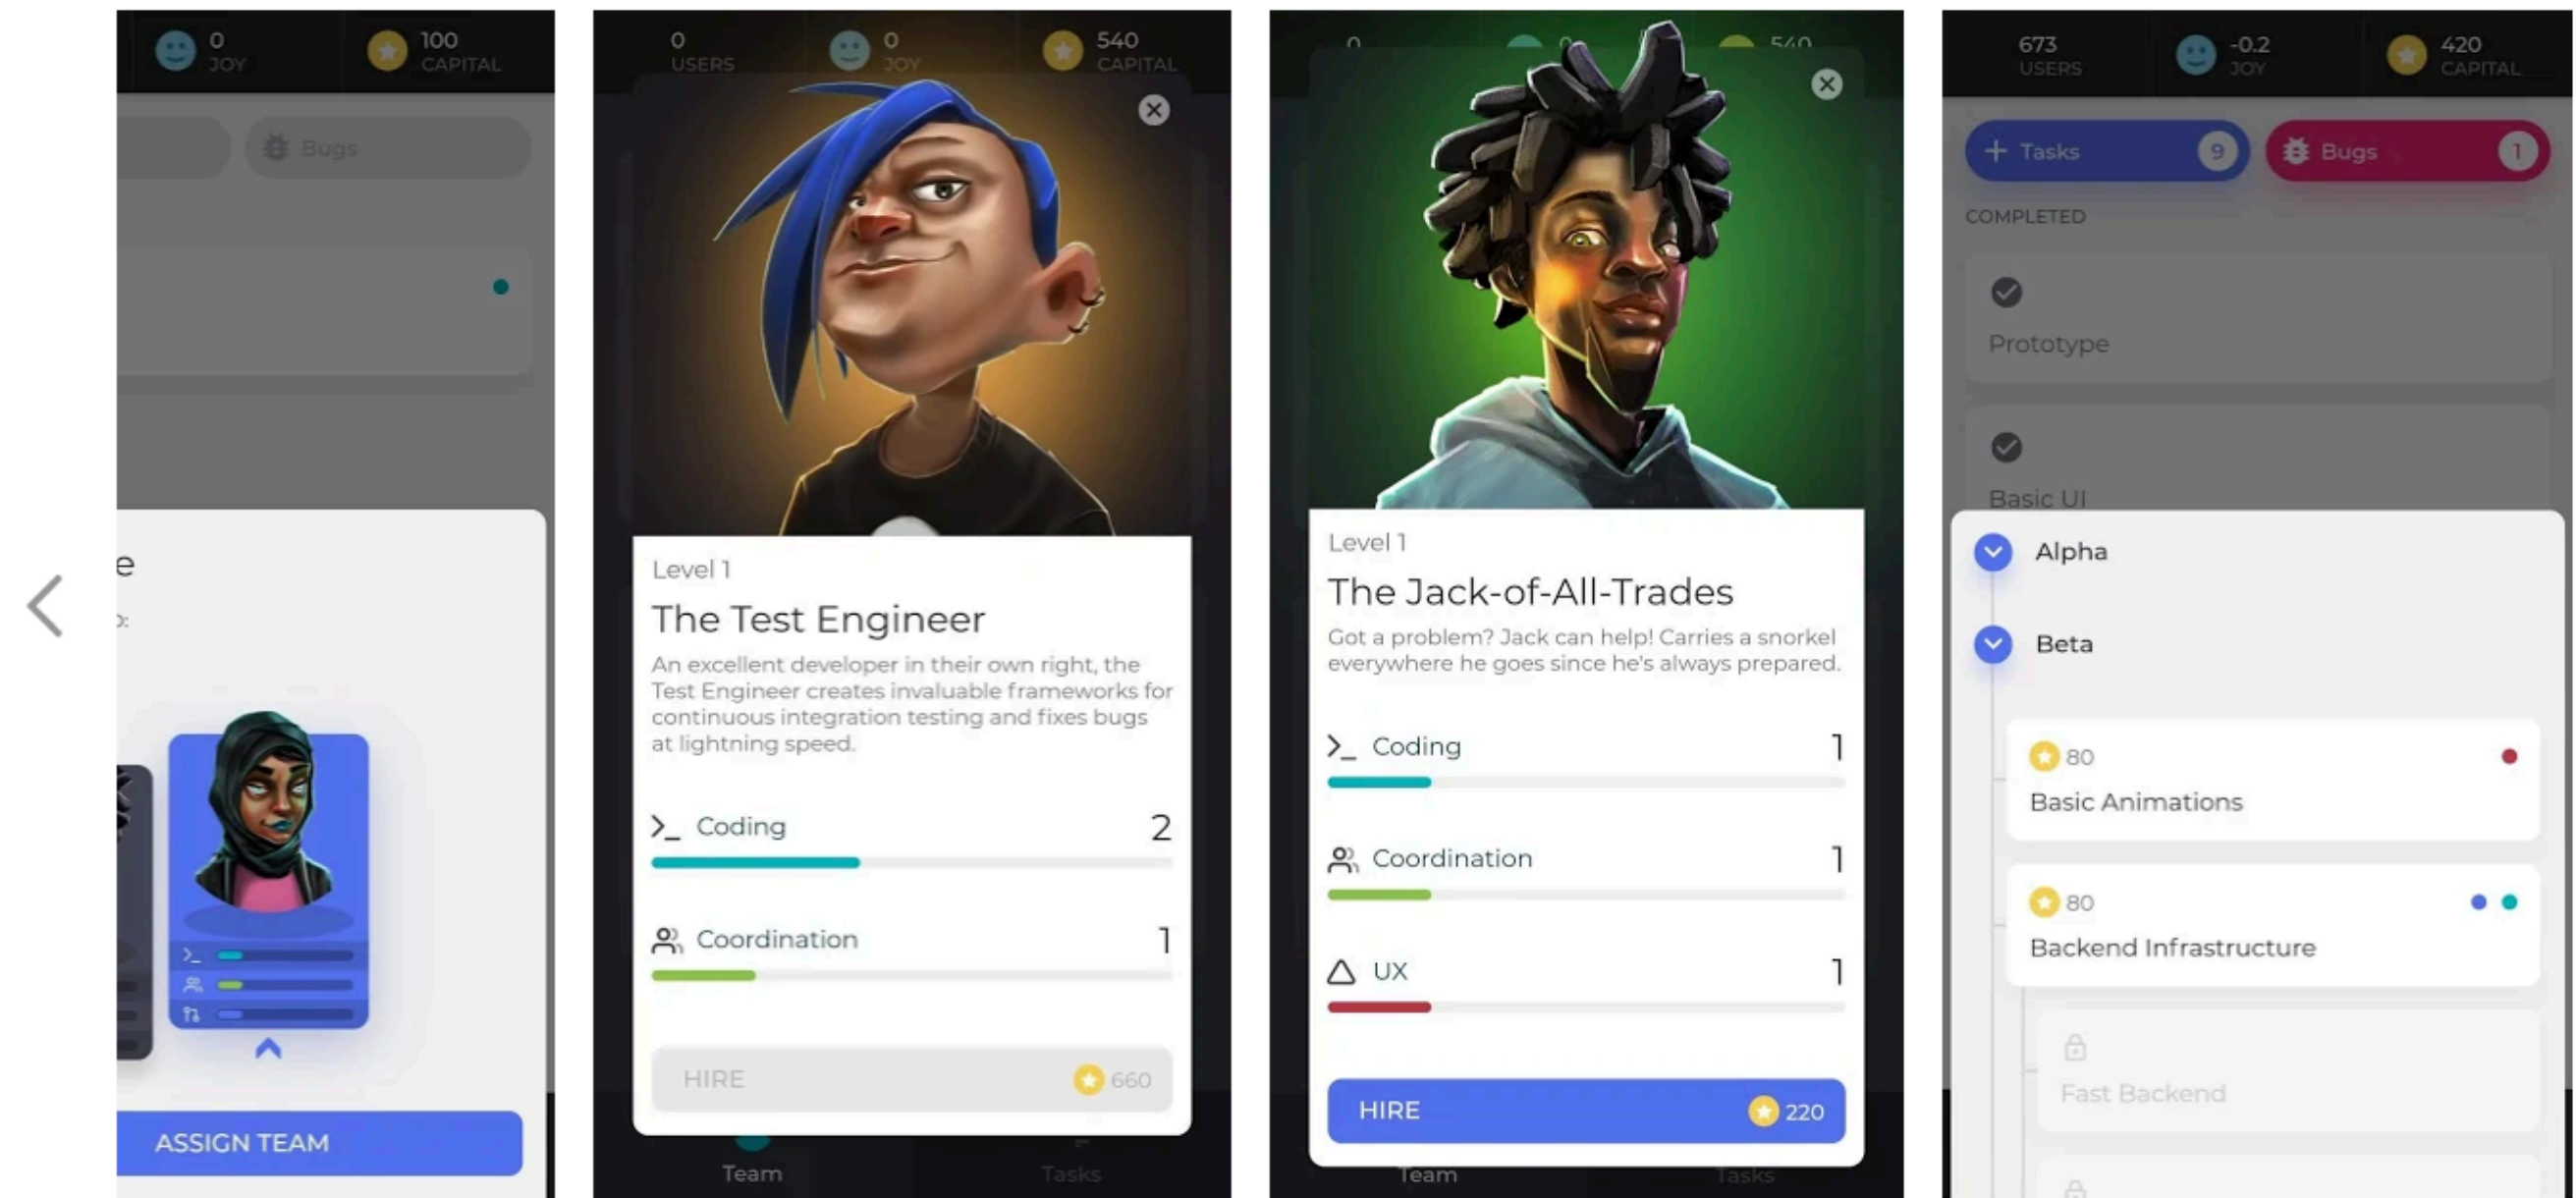 0
JOY
100
CAPITAL
Bugs
e
ASSIGN TEAM
0
USERS
0
JOY
540
CAPITAL
Level 1
The Test Engineer
An excellent developer in their own right, the
Test Engineer creates invaluable frameworks for
continuous integration testing and fixes bugs
at lightning speed.
Coding 2
Coordination 1
HIRE 660
Team Tasks
0
540
Level 1
The Jack-of-All-Trades
Got a problem? Jack can help! Carries a snorkel
everywhere he goes since he's always prepared.
Coding 1
Coordination 1
UX 1
HIRE 220
Team Tasks
673
USERS
-0.2
JOY
420
CAPITAL
Tasks 9
Bugs 1
COMPLETED
Prototype
Basic UI
Alpha
Beta
80
Basic Animations
80
Backend Infrastructure
Fast Backend